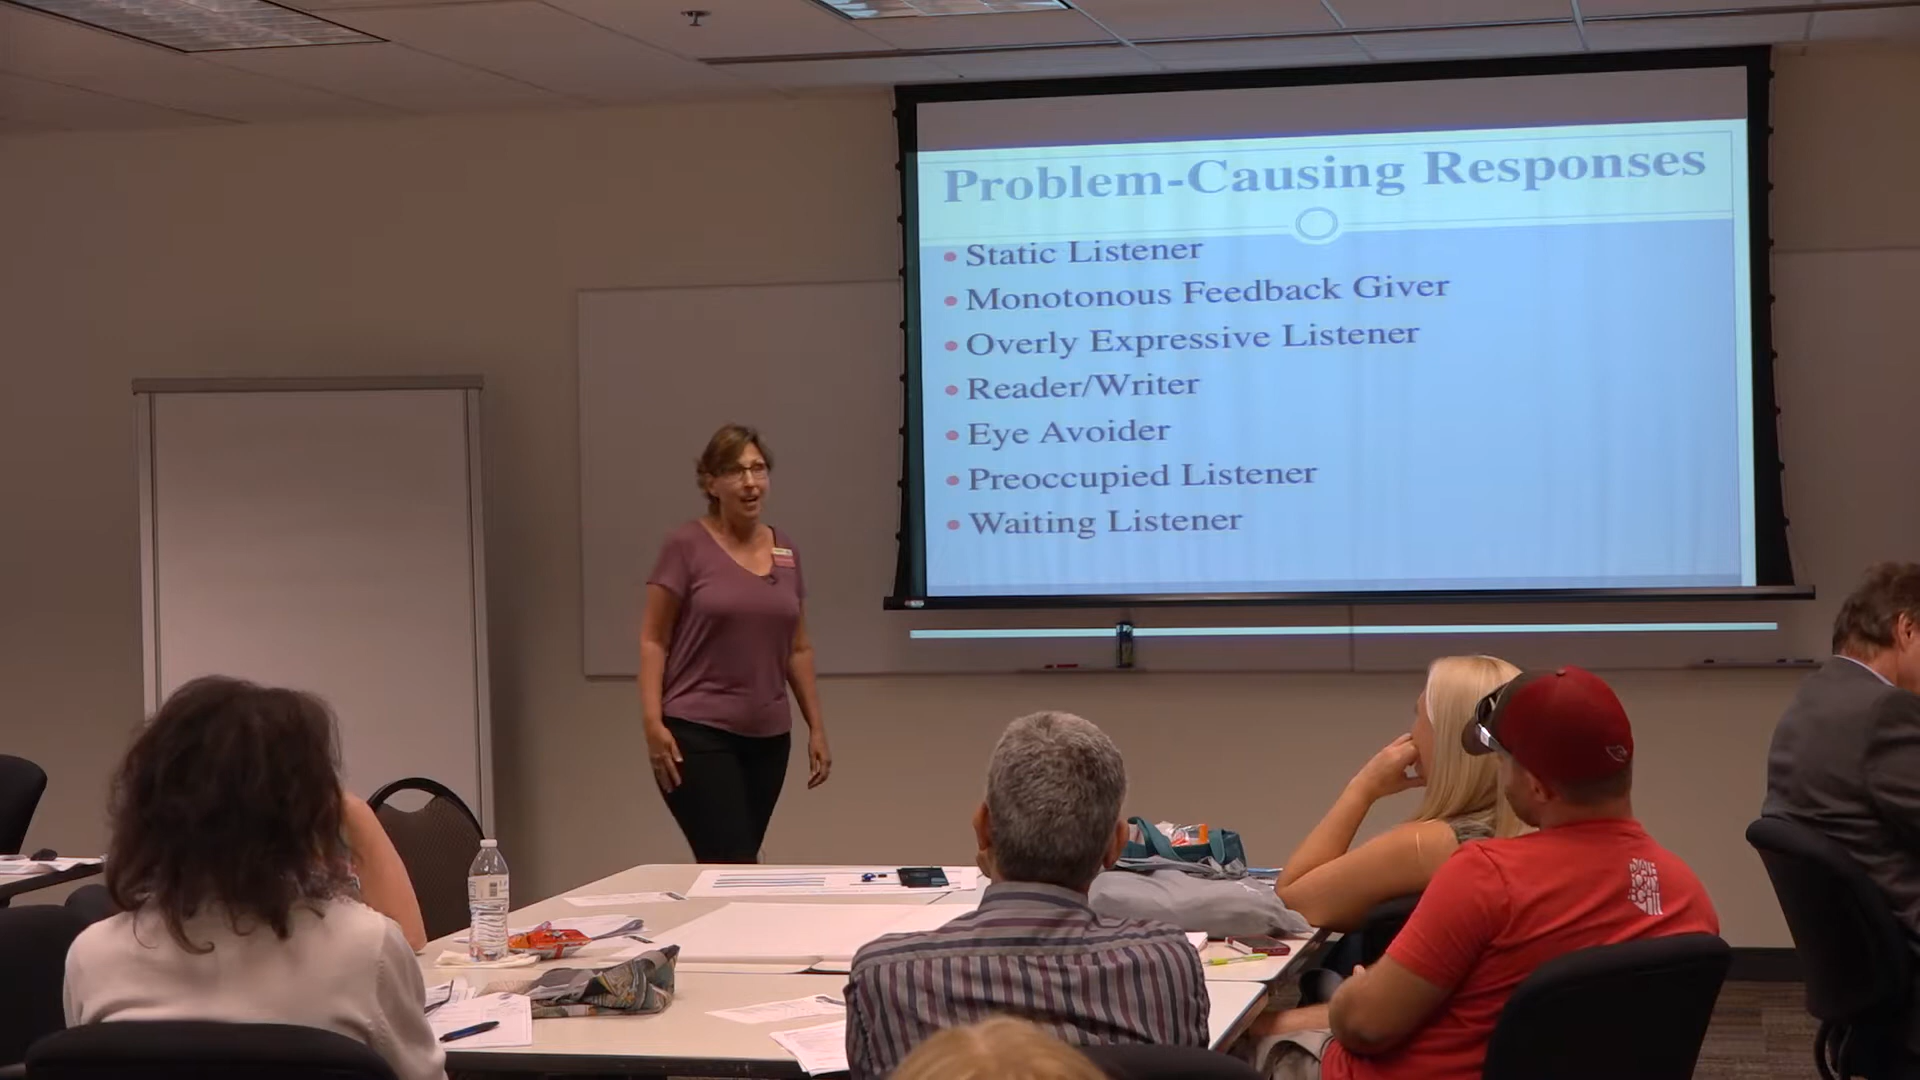 Problem-Causing Responses
Static Listener
Monotonous Feedback Giver
Overly Expressive Listener
Reader/Writer
Eye Avoider
Preoccupied Listener
Waiting Listener